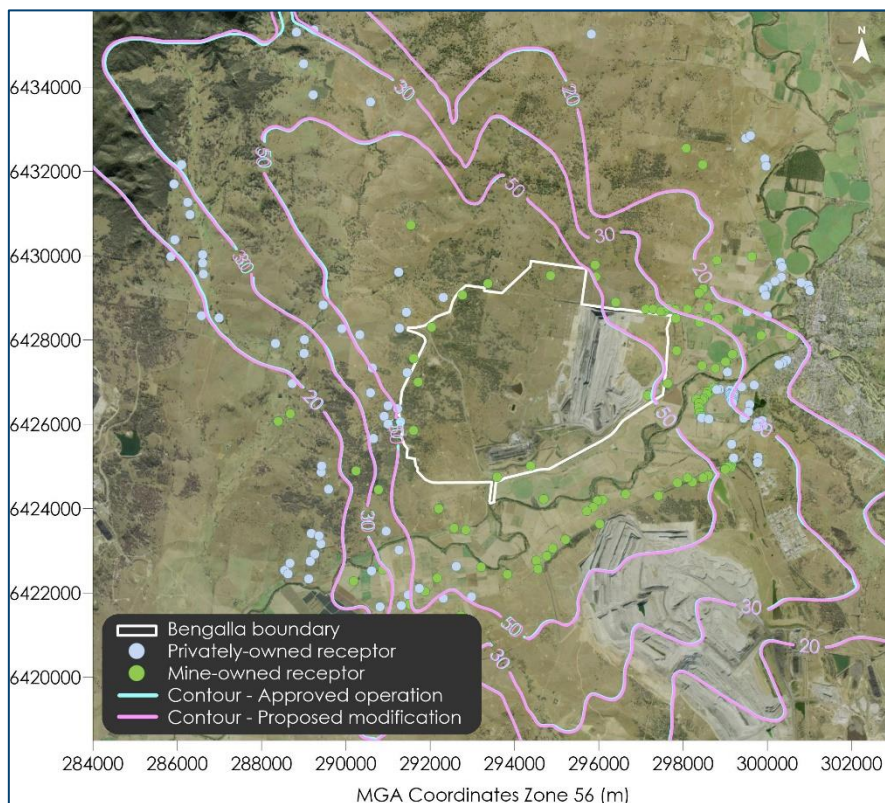 N
6434000
6432000
6430000
6428000
6426000
6424000
6422000
6420000
30
20
50
50
30
30
20
20
50
30
30
50
30
20
Bengalla boundary
Privately-owned receptor
Mine-owned receptor
Contour - Approved operation
Contour - Proposed modification
284000 286000 288000 290000 292000 294000 296000 298000 300000 302000
MGA Coordinates Zone 56 (m)